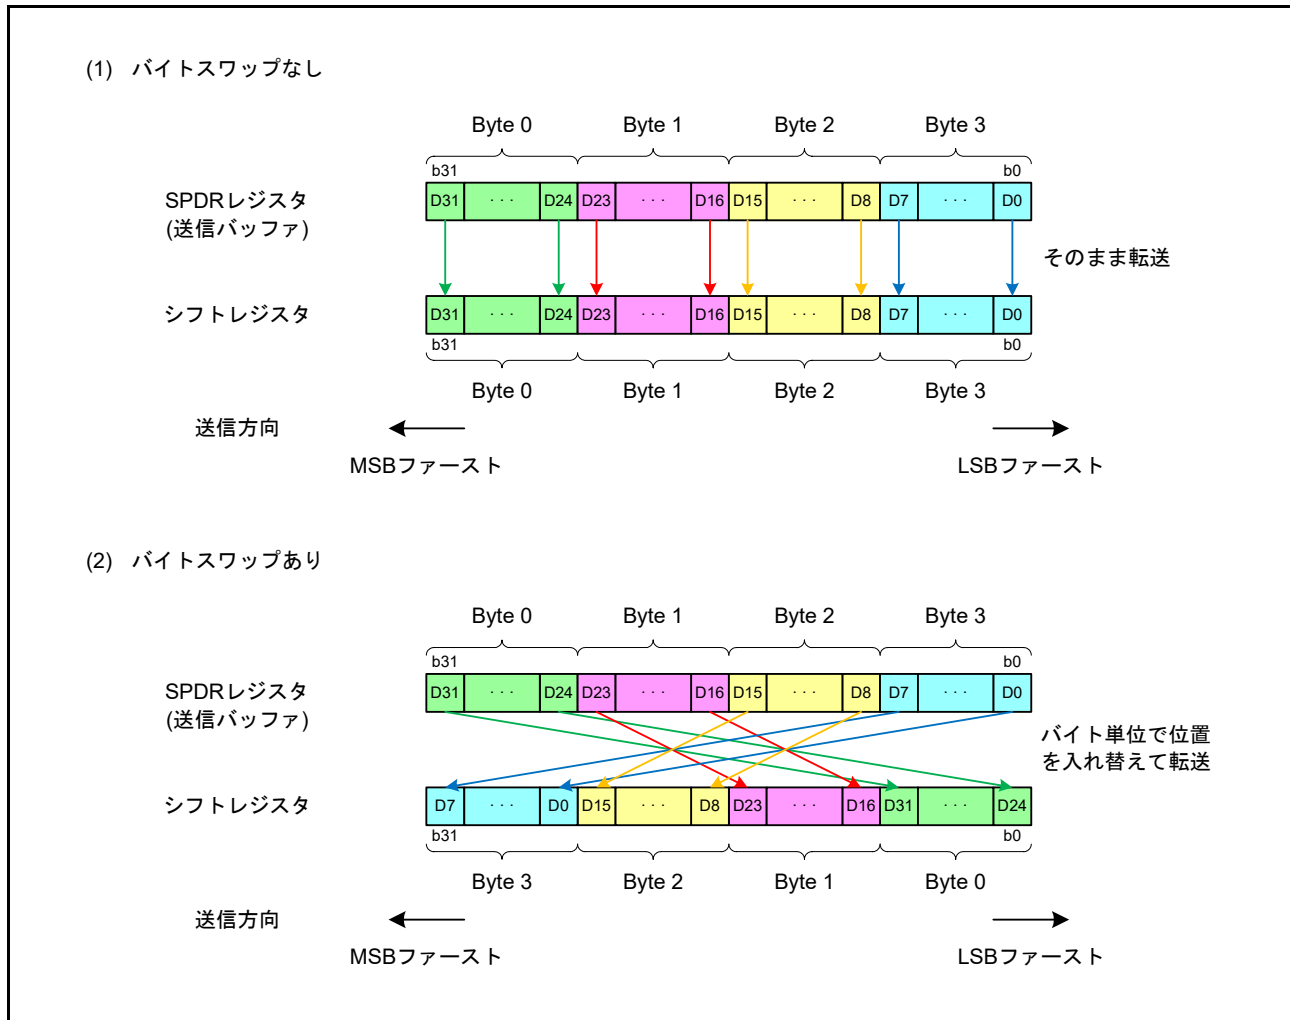 (1) バイトスワップなし
Byte 0 Byte 1 Byte 2 Byte 3
b31 b0
SPDRレジスタ
(送信バッファ)
D31 ··· D24 D23 ··· D16 D15 ··· D8 D7 ··· D0
そのまま転送
シフトレジスタ
D31 ··· D24 D23 ··· D16 D15 ··· D8 D7 ··· D0
b31 b0
Byte 0 Byte 1 Byte 2 Byte 3
送信方向
MSBファースト LSBファースト
(2) バイトスワップあり
Byte 0 Byte 1 Byte 2 Byte 3
b31 b0
SPDRレジスタ
(送信バッファ)
D31 ··· D24 D23 ··· D16 D15 ··· D8 D7 ··· D0
バイト単位で位置
を入れ替えて転送
シフトレジスタ
D7 ··· D0 D15 ··· D8 D23 ··· D16 D31 ··· D24
b31 b0
Byte 3 Byte 2 Byte 1 Byte 0
送信方向
MSBファースト LSBファースト